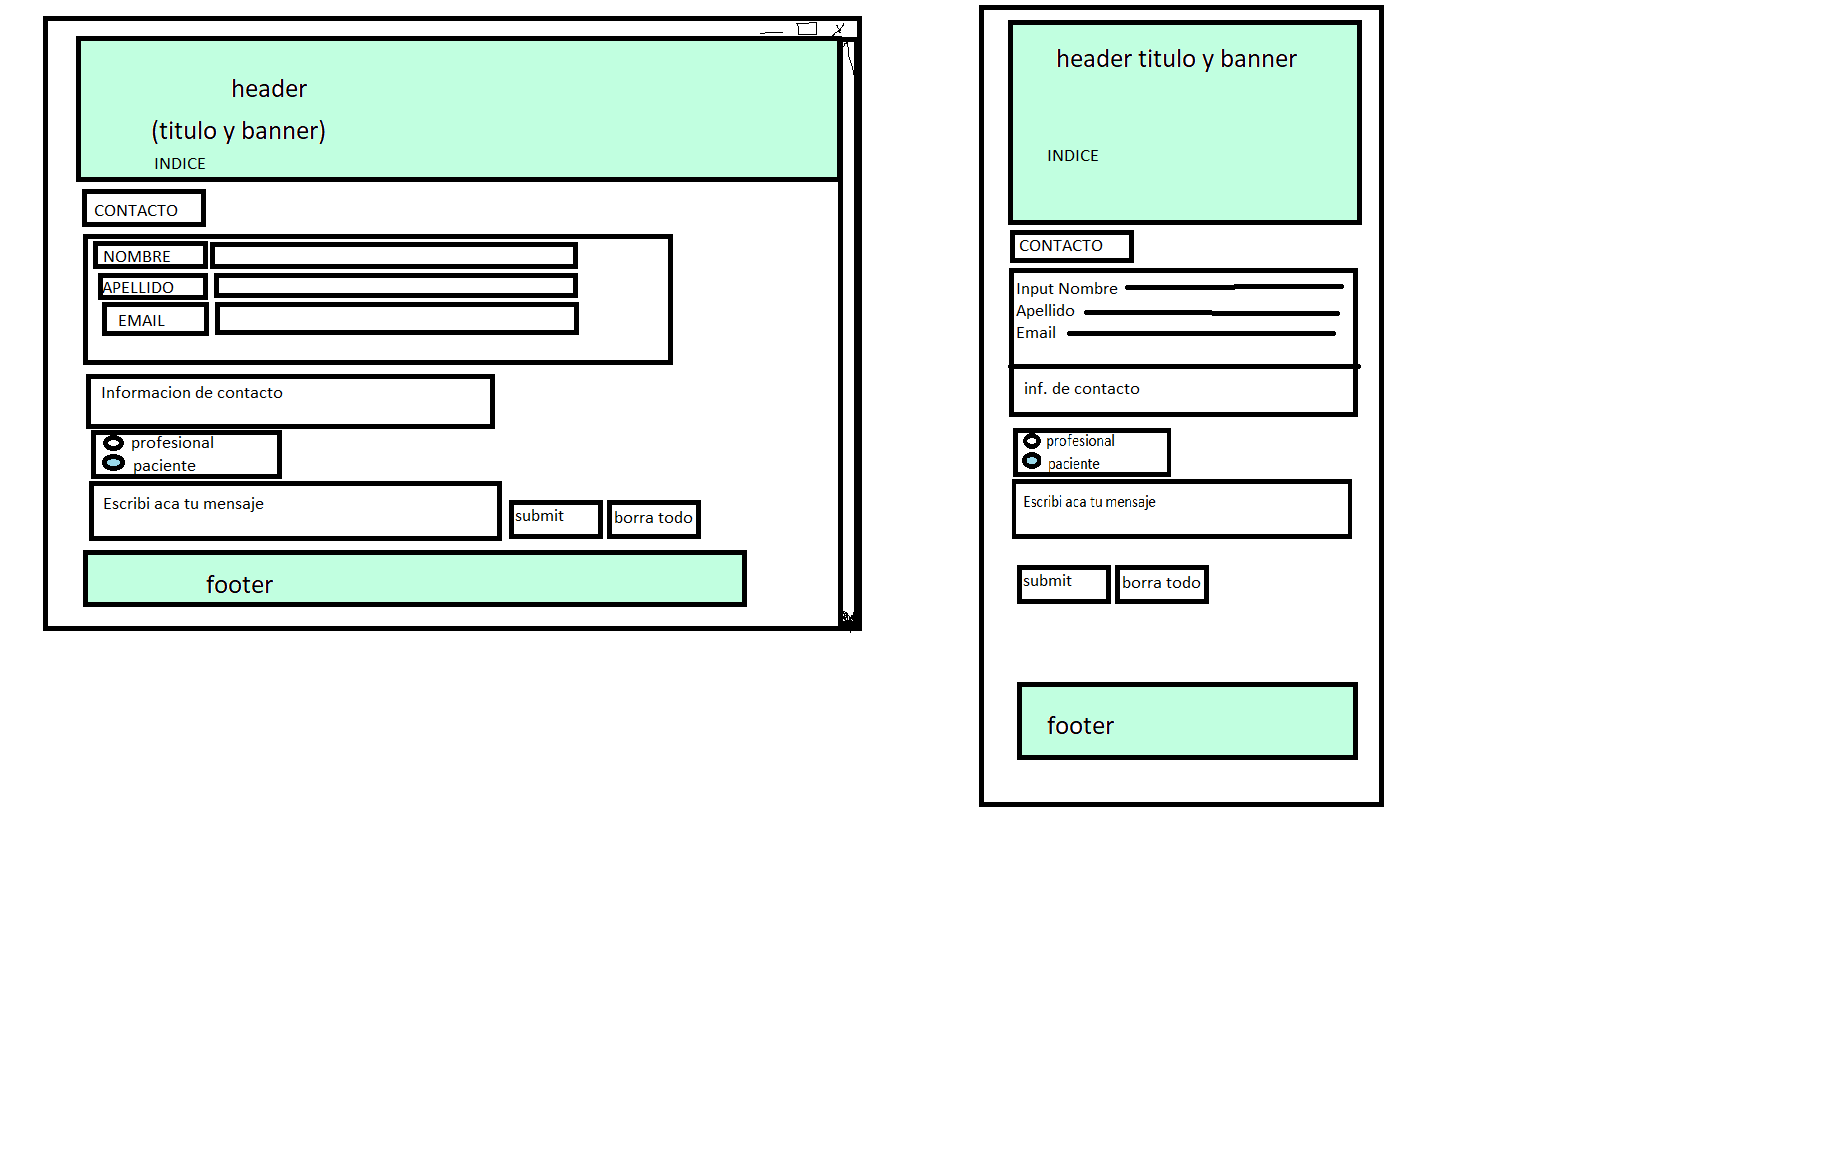 header
(titulo y banner)
INDICE
CONTACTO
NOMBRE
APELLIDO
EMAIL
Informacion de contacto
profesional
paciente
Escribi aca tu mensaje
submit
borra todo
footer
header titulo y banner
INDICE
CONTACTO
Input Nombre
Apellido
Email
inf. de contacto
profesional
paciente
Escribi aca tu mensaje
submit
borra todo
footer